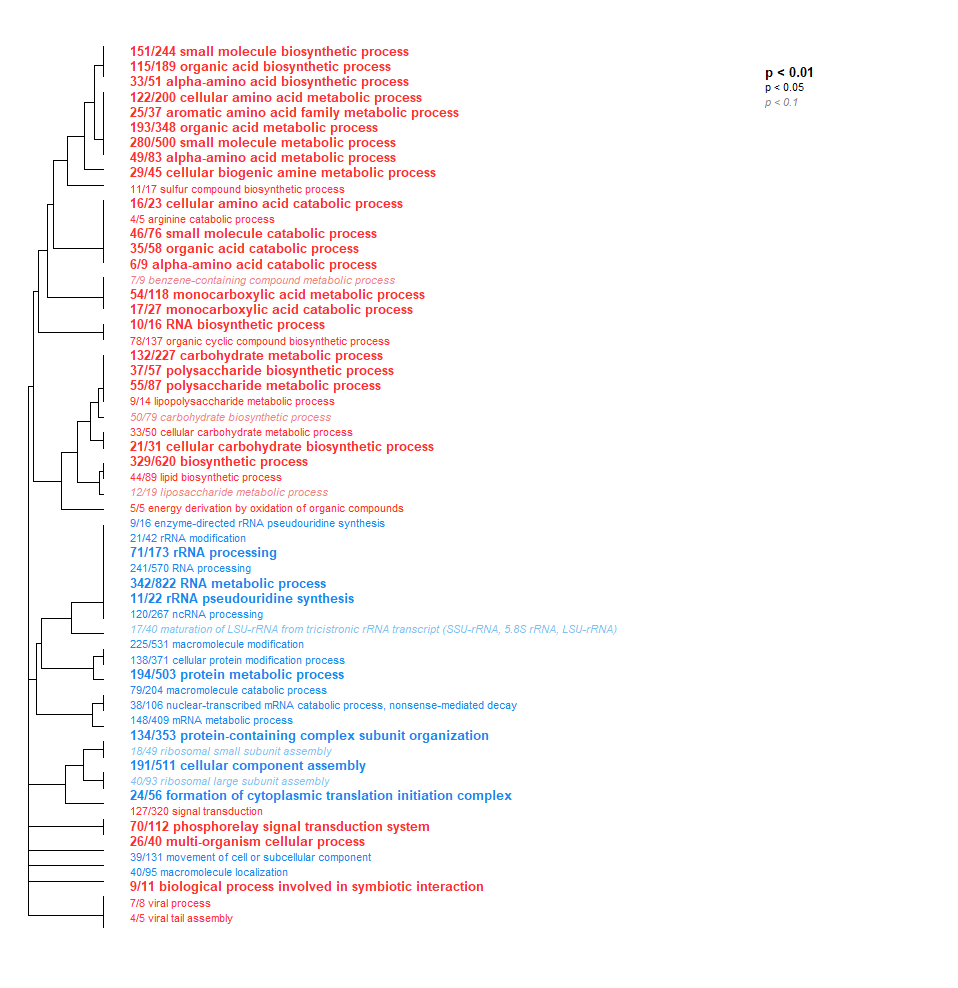 151/244 small molecule biosynthetic process
115/189 organic acid biosynthetic process
33/51 alpha-amino acid biosynthetic process
122/200 cellular amino acid metabolic process
25/37 aromatic amino acid family metabolic process
193/348 organic acid metabolic process
280/500 small molecule metabolic process
49/83 alpha-amino acid metabolic process
29/45 cellular biogenic amine metabolic process
11/17 sulfur compound biosynthetic process
16/23 cellular amino acid catabolic process
4/5 arginine catabolic process
46/76 small molecule catabolic process
35/58 organic acid catabolic process
6/9 alpha-amino acid catabolic process
7/9 benzene-containing compound metabolic process
54/118 monocarboxylic acid metabolic process
17/27 monocarboxylic acid catabolic process
10/16 RNA biosynthetic process
78/137 organic cyclic compound biosynthetic process
132/227 carbohydrate metabolic process
37/57 polysaccharide biosynthetic process
55/87 polysaccharide metabolic process
9/14 lipopolysaccharide metabolic process
50/79 carbohydrate biosynthetic process
33/50 cellular carbohydrate metabolic process
21/31 cellular carbohydrate biosynthetic process
329/620 biosynthetic process
44/89 lipid biosynthetic process
12/19 liposaccharide metabolic process
5/5 energy derivation by oxidation of organic compounds
9/16 enzyme-directed rRNA pseudouridine synthesis
21/42 rRNA modification
71/173 rRNA processing
241/570 RNA processing
342/822 RNA metabolic process
11/22 rRNA pseudouridine synthesis
120/267 ncRNA processing
17/40 maturation of LSU-rRNA from tricistronic rRNA transcript (SSU-rRNA, 5.8S rRNA, LSU-rRNA)
225/531 macromolecule modification
138/371 cellular protein modification process
194/503 protein metabolic process
79/204 macromolecule catabolic process
38/106 nuclear-transcribed mRNA catabolic process, nonsense-mediated decay
148/409 mRNA metabolic process
134/353 protein-containing complex subunit organization
18/49 ribosomal small subunit assembly
191/511 cellular component assembly
40/93 ribosomal large subunit assembly
24/56 formation of cytoplasmic translation initiation complex
127/320 signal transduction
70/112 phosphorelay signal transduction system
26/40 multi-organism cellular process
39/131 movement of cell or subcellular component
40/95 macromolecule localization
9/11 biological process involved in symbiotic interaction
7/8 viral process
4/5 viral tail assembly
p < 0.01
p < 0.05
p < 0.1